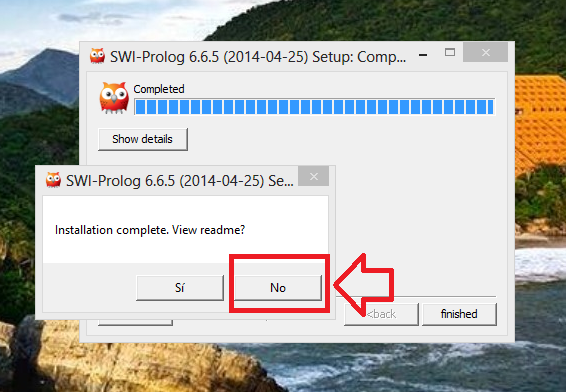 SWI-Prolog 6.6.5 (2014-04-25) Setup: Comp...
Completed
Show details
SWI-Prolog 6.6.5 (2014-04-25) Se...
Installation complete. View readme?
Sí
No
<back
finished